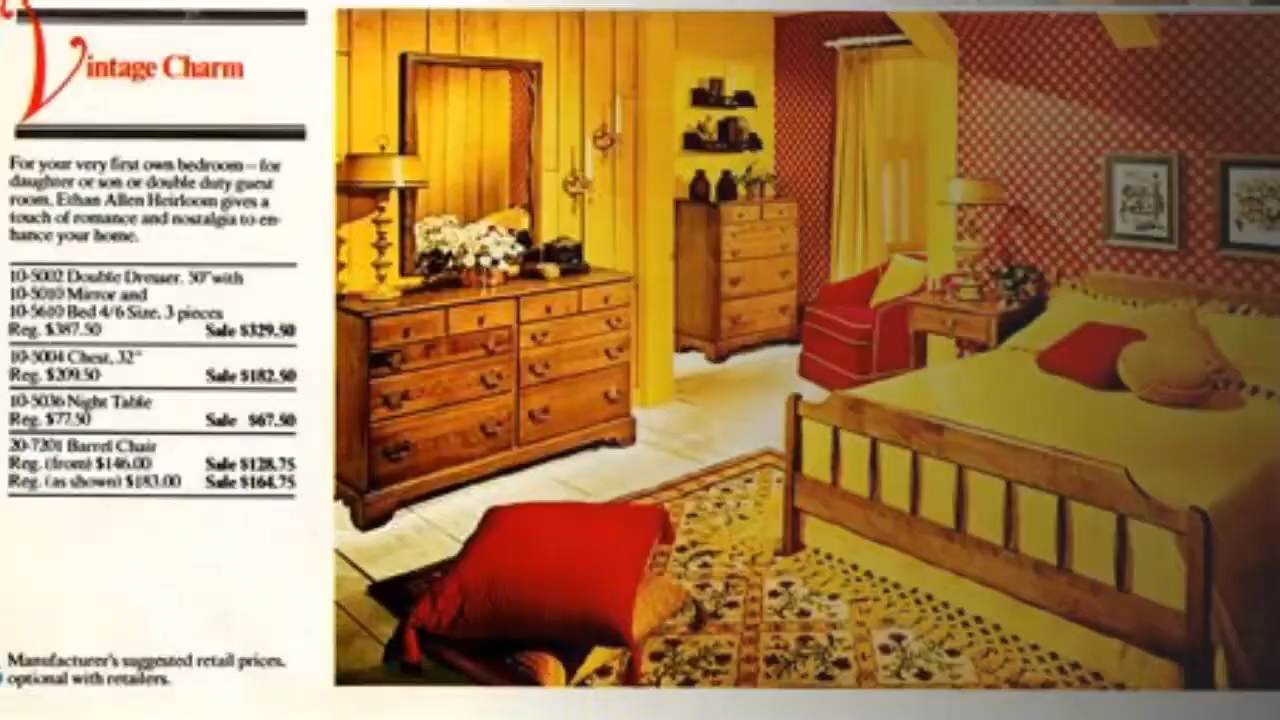 Vintage Charm
For your very first own bedroom—for
daughter or son or double duty guest
room. Ethan Allen Heirloom gives a
touch of romance and nostalgia to en-
hance your home.
10-5002 Double Dresser, 50" with
10-5010 Mirror and
10-5610 Bed 4/6 Size, 3 pieces
Reg. $387.50 Sale $329.50
10-5004 Chest, 32"
Reg. $209.50 Sale $182.50
10-5036 Night Table
Reg. $77.50 Sale $67.50
20-7201 Barrel Chair
Reg. (from) $146.00 Sale $128.75
Reg. (as shown) $183.00 Sale $164.75
Manufacturer's suggested retail prices,
optional with retailers.